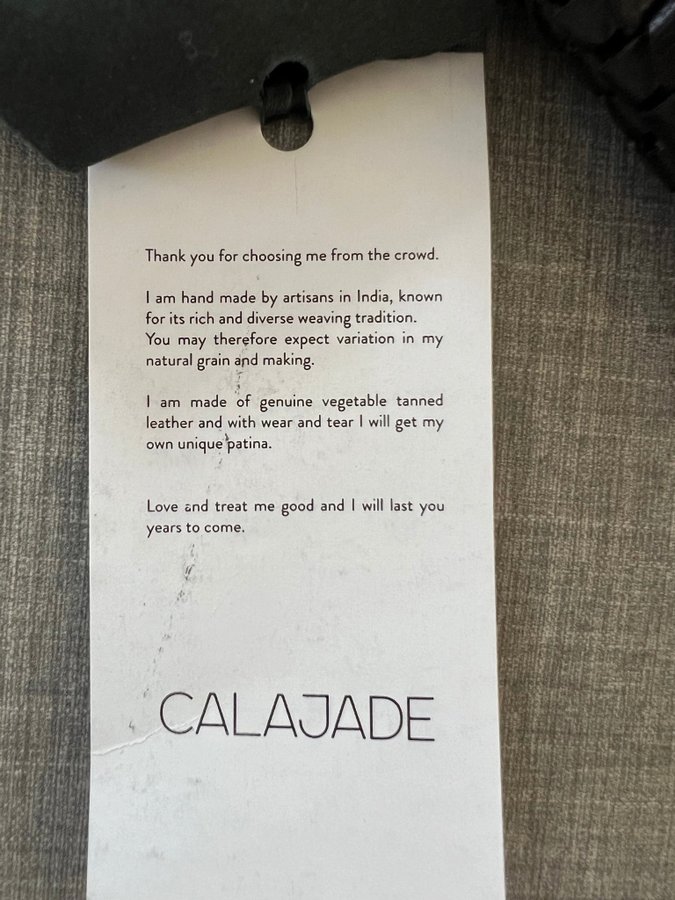 Thank you for choosing me from the crowd.
I am hand made by artisans in India, known
for its rich and diverse weaving tradition.
You may therefore expect variation in my
natural grain and making.
I am made of genuine vegetable tanned
leather and with wear and tear I will get my
own unique patina.
Love and treat me good and I will last you
years to come.
CALAJADE